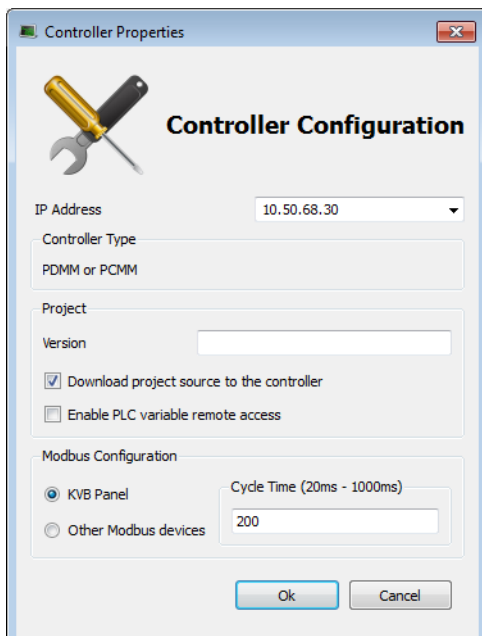 Controller Properties
Controller Configuration
IP Address 10.50.68.30
Controller Type
PDMM or PCMM
Project
Version
Download project source to the controller
Enable PLC variable remote access
Modbus Configuration
KVB Panel
Cycle Time (20ms - 1000ms)
Other Modbus devices
200
Ok Cancel